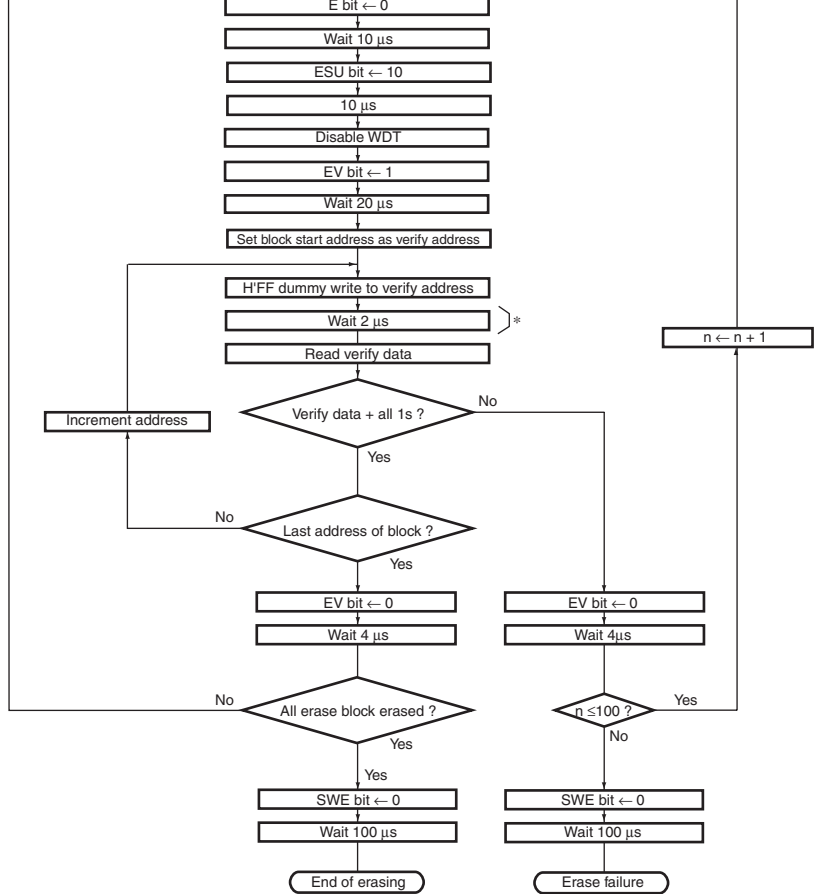 E bit ← 0
Wait 10 µs
ESU bit ← 10
10 µs
Disable WDT
EV bit ← 1
Wait 20 µs
Set block start address as verify address
H'FF dummy write to verify address
Wait 2 µs
*
n ← n + 1
Read verify data
No
Verify data + all 1s ?
Increment address
Yes
No
Last address of block ?
Yes
EV bit ← 0
EV bit ← 0
Wait 4 µs
Wait 4µs
No
All erase block erased ?
n ≤100 ?
Yes
Yes
No
Yes
SWE bit ← 0
SWE bit ← 0
Wait 100 µs
Wait 100 µs
End of erasing
Erase failure